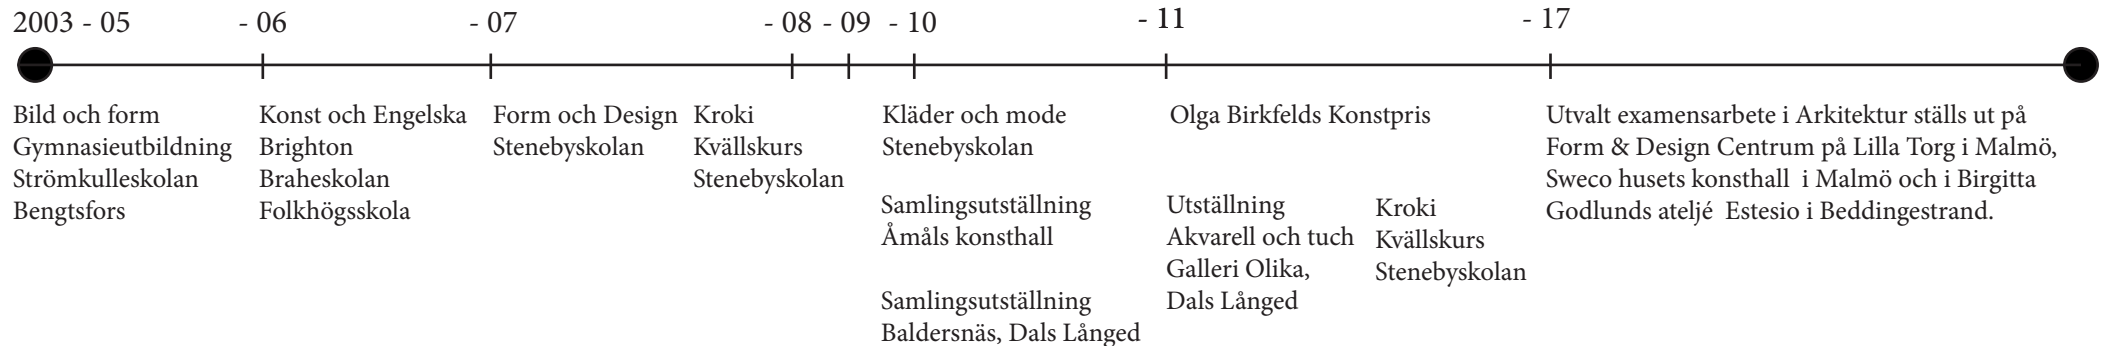 2003 - 05
- 06
- 07
- 08
- 09
- 10
- 11
- 17
Bild och form
Gymnasieutbildning
Strömkulleskolan
Bengtsfors
Konst och Engelska
Brighton
Braheskolan
Folkhögsskola
Form och Design
Stenebyskolan
Kroki
Kvällskurs
Stenebyskolan
Kläder och mode
Stenebyskolan
Samlingsutställning
Åmåls konsthall
Samlingsutställning
Baldersnäs, Dals Långed
Olga Birkfelds Konstpris
Utställning
Akvarell och tuch
Galleri Olika,
Dals Långed
Kroki
Kvällskurs
Stenebyskolan
Utvalt examensarbete i Arkitektur ställs ut på
Form & Design Centrum på Lilla Torg i Malmö,
Sweco husets konsthall  i Malmö och i Birgitta
Godlunds ateljé  Estesio i Beddingestrand.